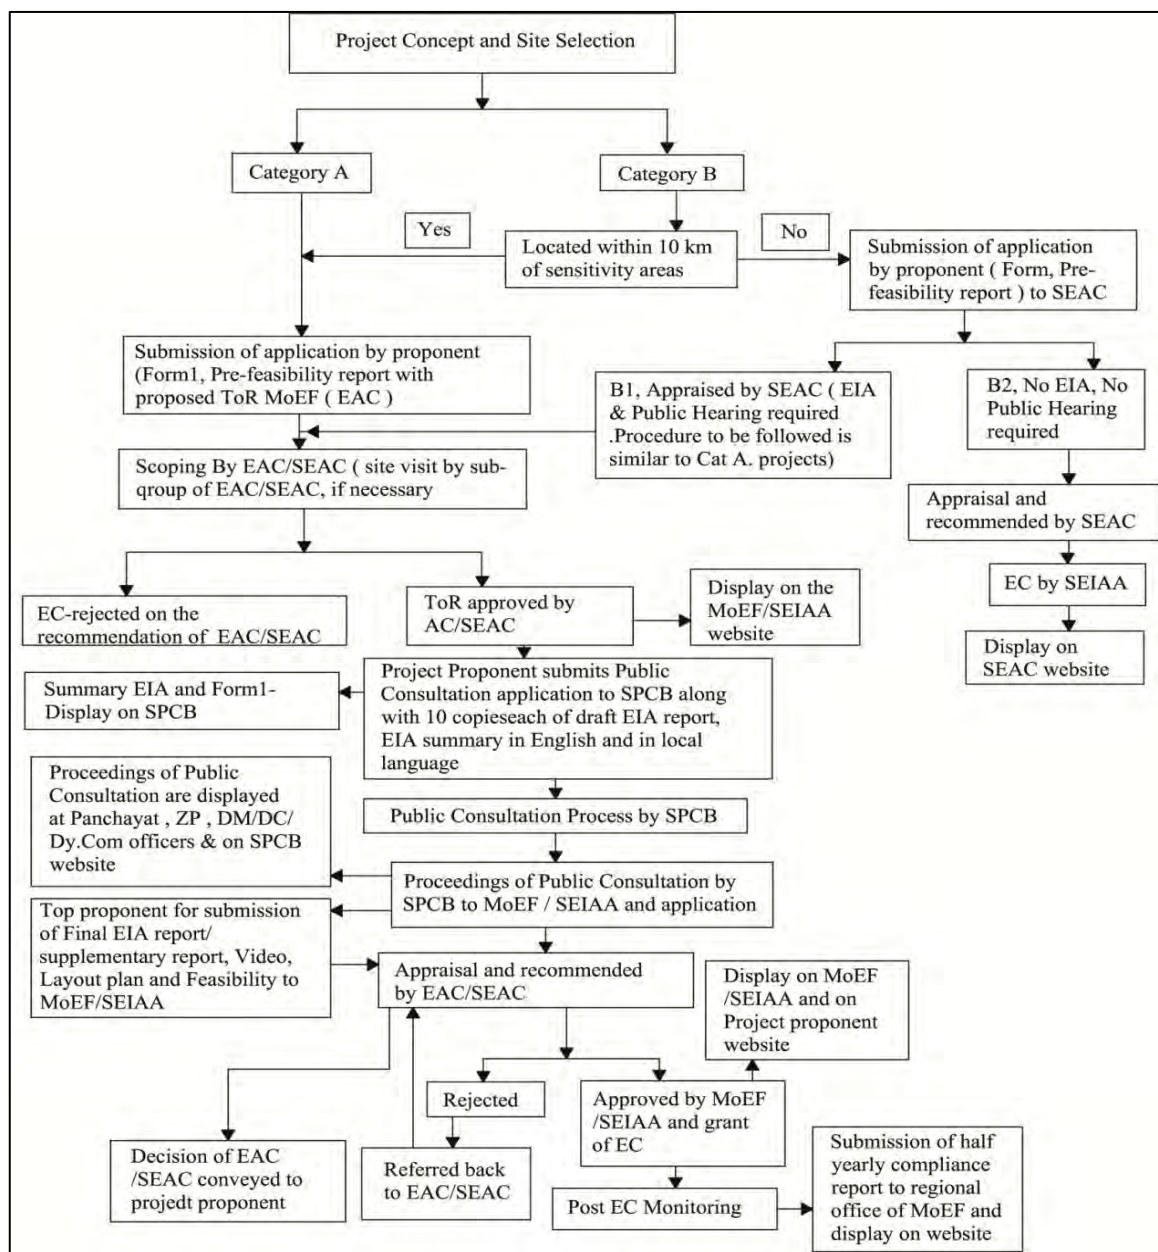 Project Concept and Site Selection
Category A
Category B
Yes
Located within 10 km
of sensitivity areas
No
Submission of application
by proponent ( Form, Pre-
feasibility report ) to SEAC
Submission of application by proponent
(Form1, Pre-feasibility report with
proposed ToR MoEF ( EAC )
B1, Appraised by SEAC ( EIA
& Public Hearing required
.Procedure to be followed is
similar to Cat A. projects)
B2, No EIA, No
Public Hearing
required
Scoping By EAC/SEAC ( site visit by sub-
qroup of EAC/SEAC, if necessary
Appraisal and
recommended by SEAC
EC by SEIAA
Display on
SEAC website
EC-rejected on the
recommendation of EAC/SEAC
ToR approved by
AC/SEAC
Display on the
MoEF/SEIAA
website
Summary EIA and Form1-
Display on SPCB
Project Proponent submits Public
Consultation application to SPCB along
with 10 copieseach of draft EIA report,
EIA summary in English and in local
language
Proceedings of Public
Consultation are displayed
at Panchayat , ZP , DM/DC/
Dy.Com officers & on SPCB
website
Public Consultation Process by SPCB
Proceedings of Public Consultation by
SPCB to MoEF / SEIAA and application
Top proponent for submission
of Final EIA report/
supplementary report, Video,
Layout plan and Feasibility to
MoEF/SEIAA
Appraisal and recommended
by EAC/SEAC
Display on MoEF
/SEIAA and on
Project proponent
website
Rejected
Approved by MoEF
/SEIAA and grant
of EC
Decision of EAC
/SEAC conveyed to
projedt proponent
Referred back
to EAC/SEAC
Post EC Monitoring
Submission of half
yearly compliance
report to regional
office of MoEF and
display on website